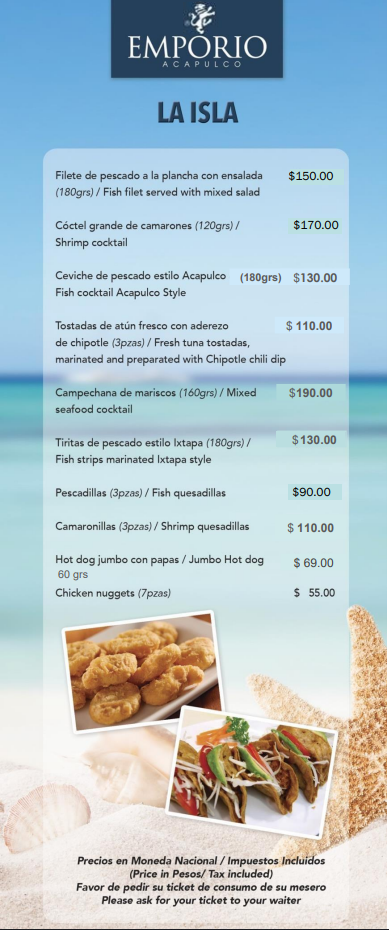 EMPORIO
ACAPULCO
LA ISLA
Filete de pescado a la plancha con ensalada $150.00
(180grs) / Fish filet served with mixed salad
Cóctel grande de camarones (120grs) / $170.00
Shrimp cocktail
Ceviche de pescado estilo Acapulco (180grs) $130.00
Fish cocktail Acapulco Style
Tostadas de atún fresco con aderezo $ 110.00
de chipotle (3pzas) / Fresh tuna tostadas,
marinated and preparated with Chipotle chili dip
Campechana de mariscos (160grs) / Mixed $190.00
seafood cocktail
Tiritas de pescado estilo Ixtapa (180grs) / $130.00
Fish strips marinated Ixtapa style
Pescadillas (3pzas) / Fish quesadillas $90.00
Camaronillas (3pzas) / Shrimp quesadillas $ 110.00
Hot dog jumbo con papas / Jumbo Hot dog $ 69.00
60 grs
Chicken nuggets (7pzas) $ 55.00
Precios en Moneda Nacional / Impuestos Incluidos
(Price in Pesos/ Tax included)
Favor de pedir su ticket de consumo de su mesero
Please ask for your ticket to your waiter